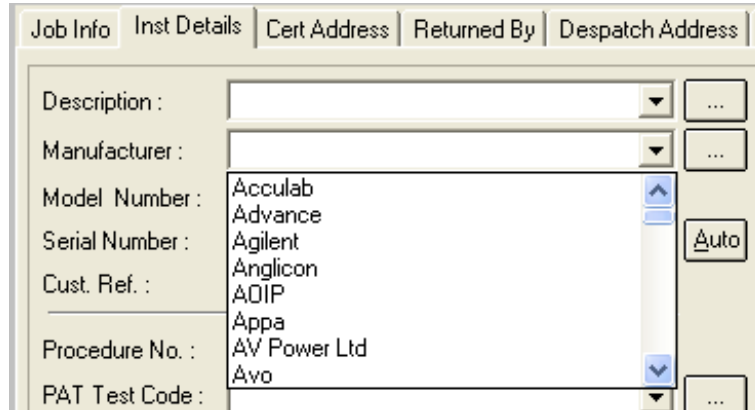 Job Info Inst Details Cert Address Returned By Despatch Address
Description : ...
Manufacturer : ...
Acculab
Model Number :
Advance
Serial Number : Agilent Auto
Anglicon
Cust. Ref. :
AOIP
Appa
Procedure No. : AV Power Ltd
Avo
PAT Test Code : ...